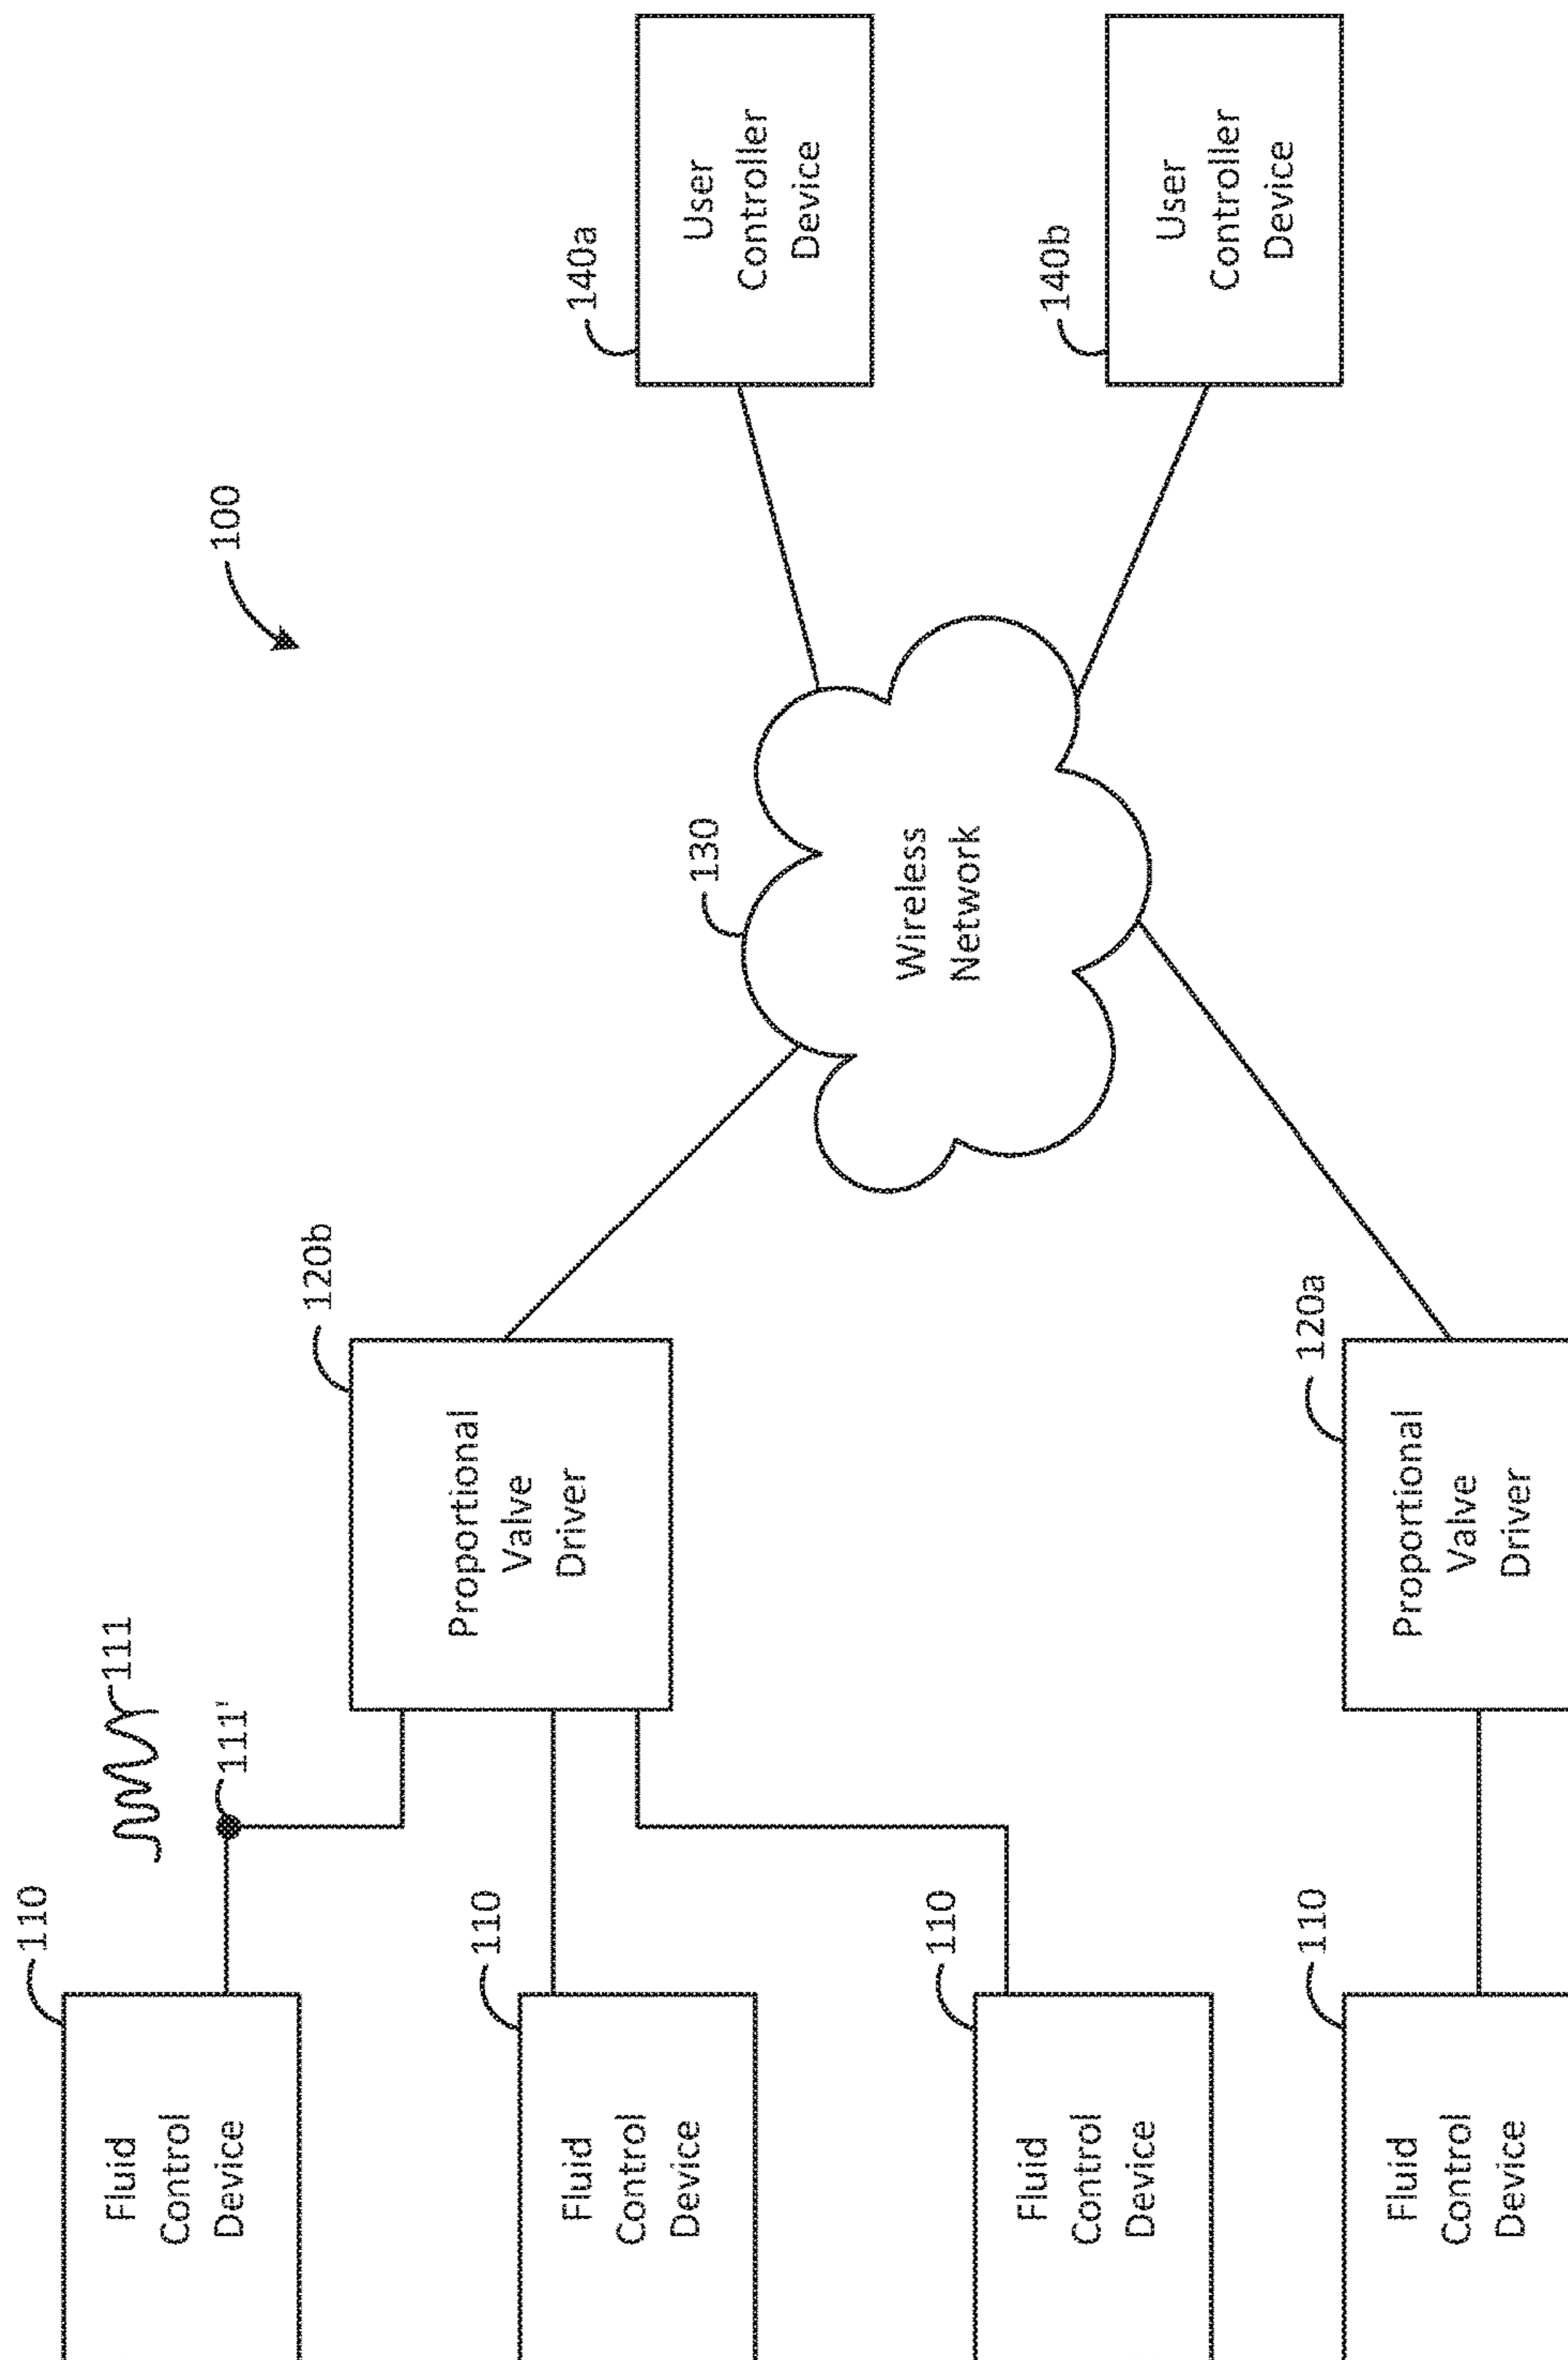 100
110
Fluid
Control
Device
111
111'
110
Fluid
Control
Device
110
Fluid
Control
Device
110
Fluid
Control
Device
120b
Proportional
Valve
Driver
120a
Proportional
Valve
Driver
130
Wireless
Network
140a
User
Controller
Device
140b
User
Controller
Device